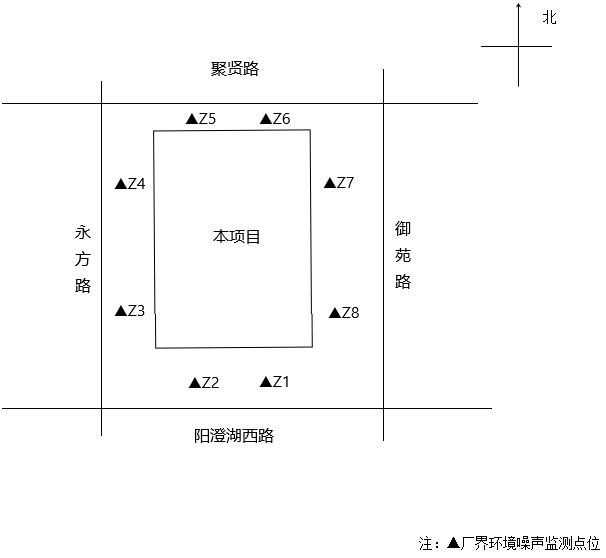 北
聚贤路
▲Z5
▲Z6
▲Z4
▲Z7
永方路
本项目
御苑路
▲Z3
▲Z8
▲Z2
▲Z1
阳澄湖西路
注：▲厂界环境噪声监测点位